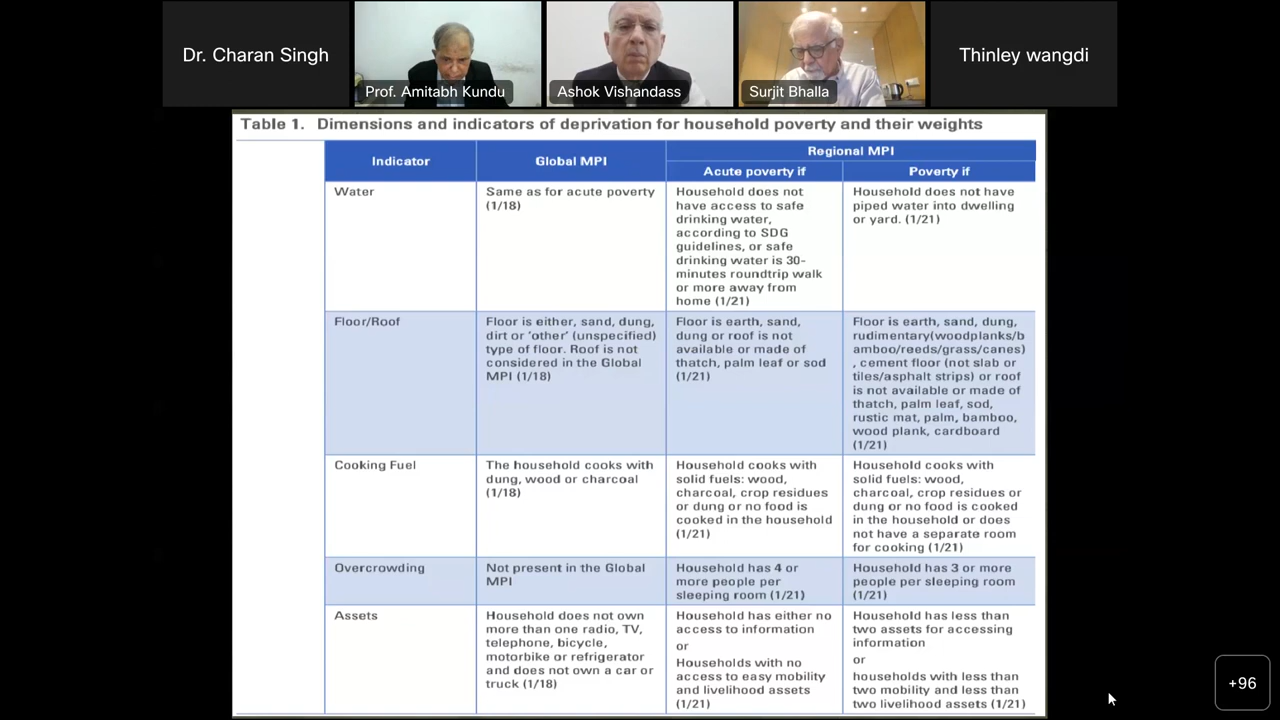 Dr. Charan Singh
Prof. Amitabh Kundu
Ashok Vishandass
Surjit Bhalla
Thinley wangdi
Table 1. Dimensions and indicators of deprivation for household poverty and their weights
Indicator
Global MPI
Regional MPI
Acute poverty if
Poverty if
Water
Same as for acute poverty
(1/18)
Household does not
have access to safe
drinking water,
according to SDG
guidelines, or safe
drinking water is 30-
minutes roundtrip walk
or more away from
home (1/21)
Household does not have
piped water into dwelling
or yard. (1/21)
Floor/Roof
Floor is either, sand, dung,
dirt or 'other' (unspecified)
type of floor. Roof is not
considered in the Global
MPI (1/18)
Floor is earth, sand,
dung or roof is not
available or made of
thatch, palm leaf or sod
(1/21)
Floor is earth, sand, dung,
rudimentary(woodplanks/b
amboo/reeds/grass/canes)
, cement floor (not slab or
tiles/asphalt strips) or roof
is not available or made of
thatch, palm leaf, sod,
rustic mat, palm, bamboo,
wood plank, cardboard
(1/21)
Cooking Fuel
The household cooks with
dung, wood or charcoal
(1/18)
Household cooks with
solid fuels: wood,
charcoal, crop residues
or dung or no food is
cooked in the household
(1/21)
Household cooks with
solid fuels: wood,
charcoal, crop residues or
dung or no food is cooked
in the household or does
not have a separate room
for cooking (1/21)
Overcrowding
Not present in the Global
MPI
Household has 4 or
more people per
sleeping room (1/21)
Household has 3 or more
people per sleeping room
(1/21)
Assets
Household does not own
more than one radio, TV,
telephone, bicycle,
motorbike or refrigerator
and does not own a car or
truck (1/18)
Household has either no
access to information
or
Households with no
access to easy mobility
and livelihood assets
(1/21)
Household has less than
two assets for accessing
information
or
households with less than
two mobility and less than
two livelihood assets (1/21)
+96